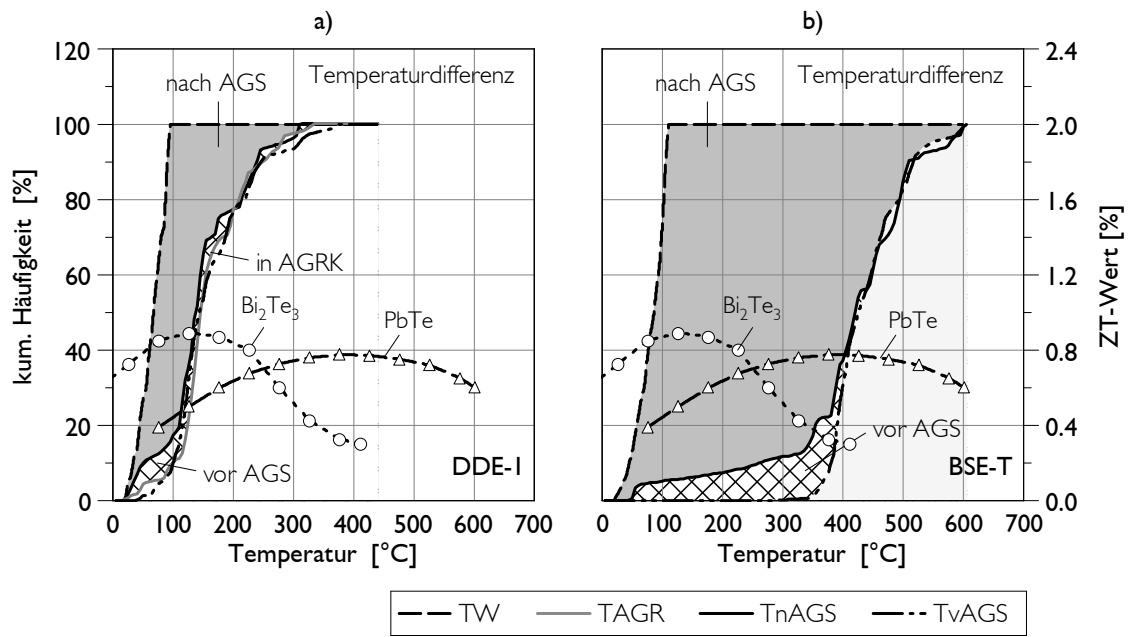 a)
b)
120
100
80
60
40
20
0
kum. Häufigkeit [%]
nach AGS
Temperaturdifferenz
in AGRK
Bi₂Te₃
PbTe
vor AGS
DDE-1
0 100 200 300 400 500 600 700
Temperatur [°C]
nach AGS
Temperaturdifferenz
Bi₂Te₃
PbTe
vor AGS
BSE-T
0 100 200 300 400 500 600 700
Temperatur [°C]
2.4
2.0
1.6
1.2
0.8
0.4
0.0
ZT-Wert [%]
TW TAGR TnAGS TvAGS